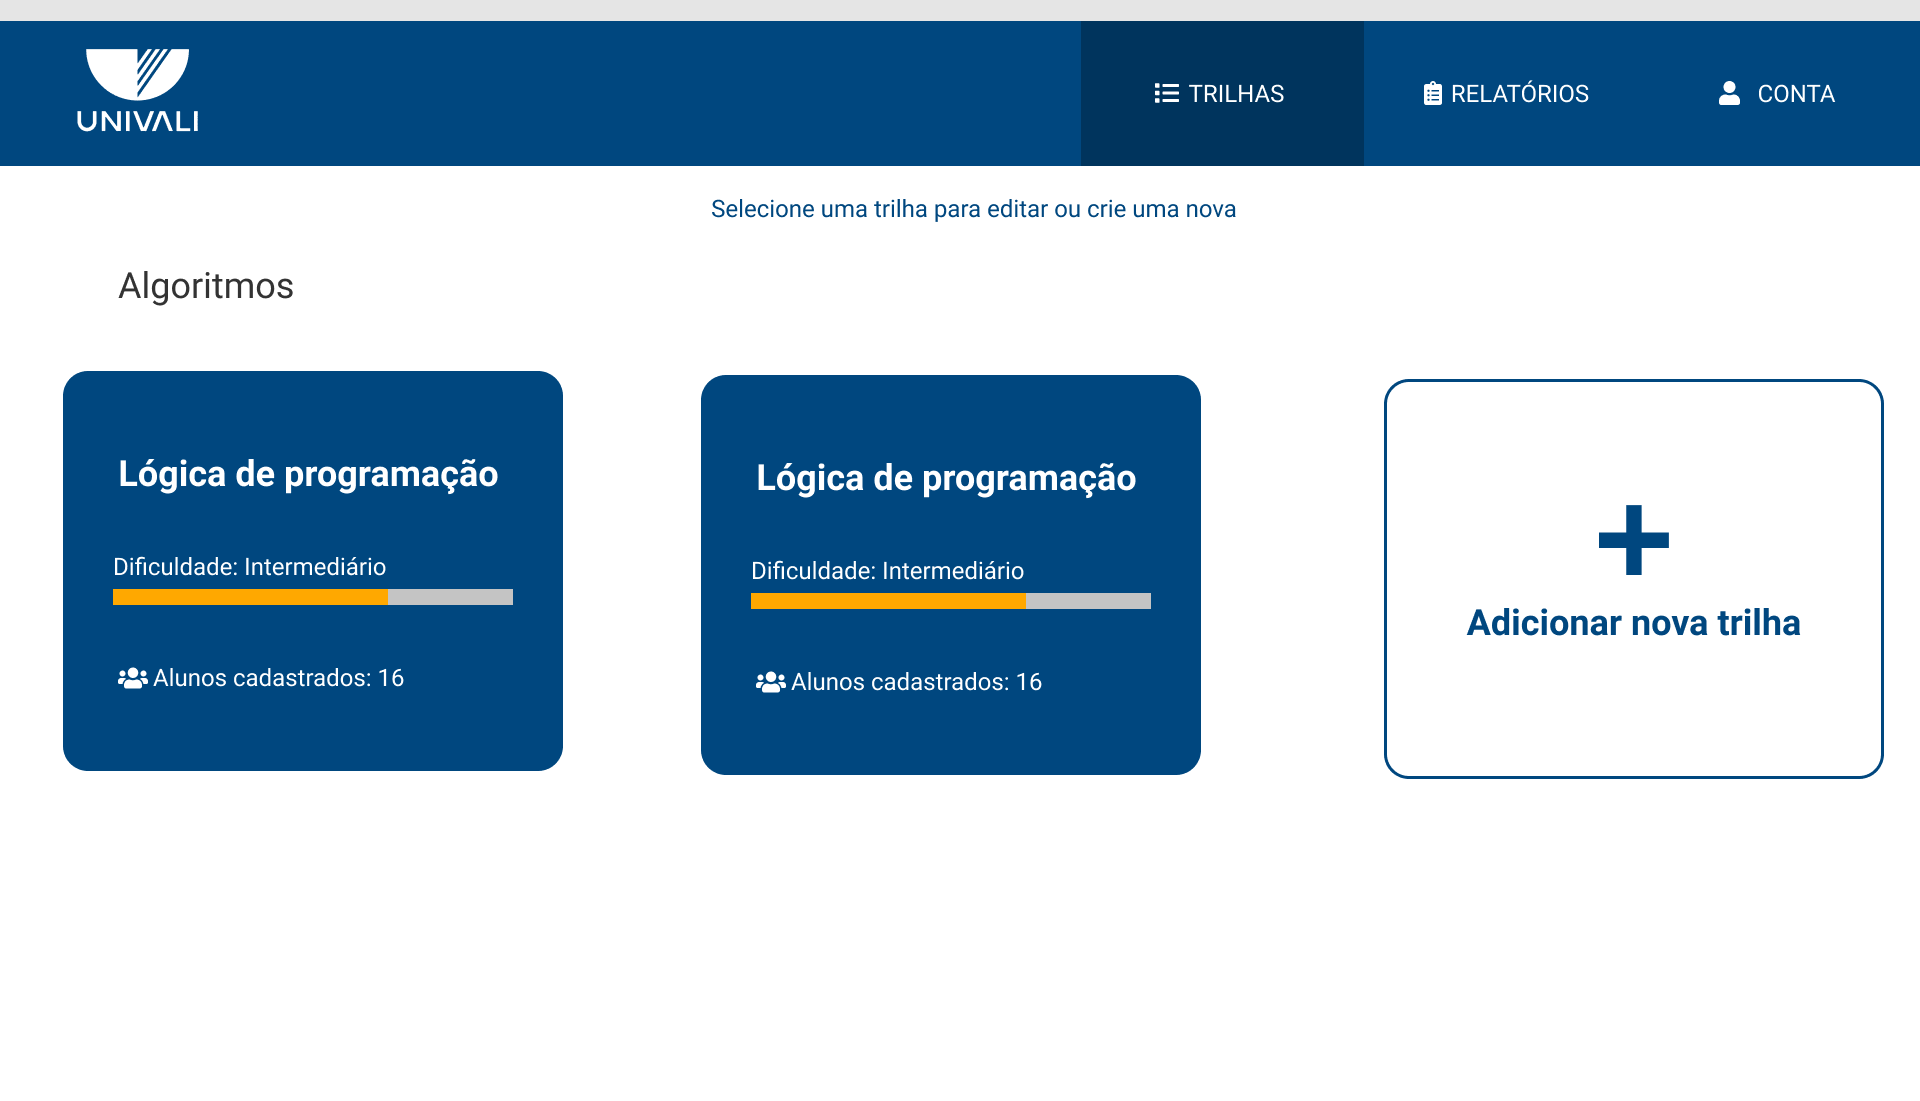 UNIVALI
TRILHAS
RELATÓRIOS
CONTA
Selecione uma trilha para editar ou crie uma nova
Algoritmos
Lógica de programação
Dificuldade: Intermediário
Alunos cadastrados: 16
Lógica de programação
Dificuldade: Intermediário
Alunos cadastrados: 16
Adicionar nova trilha